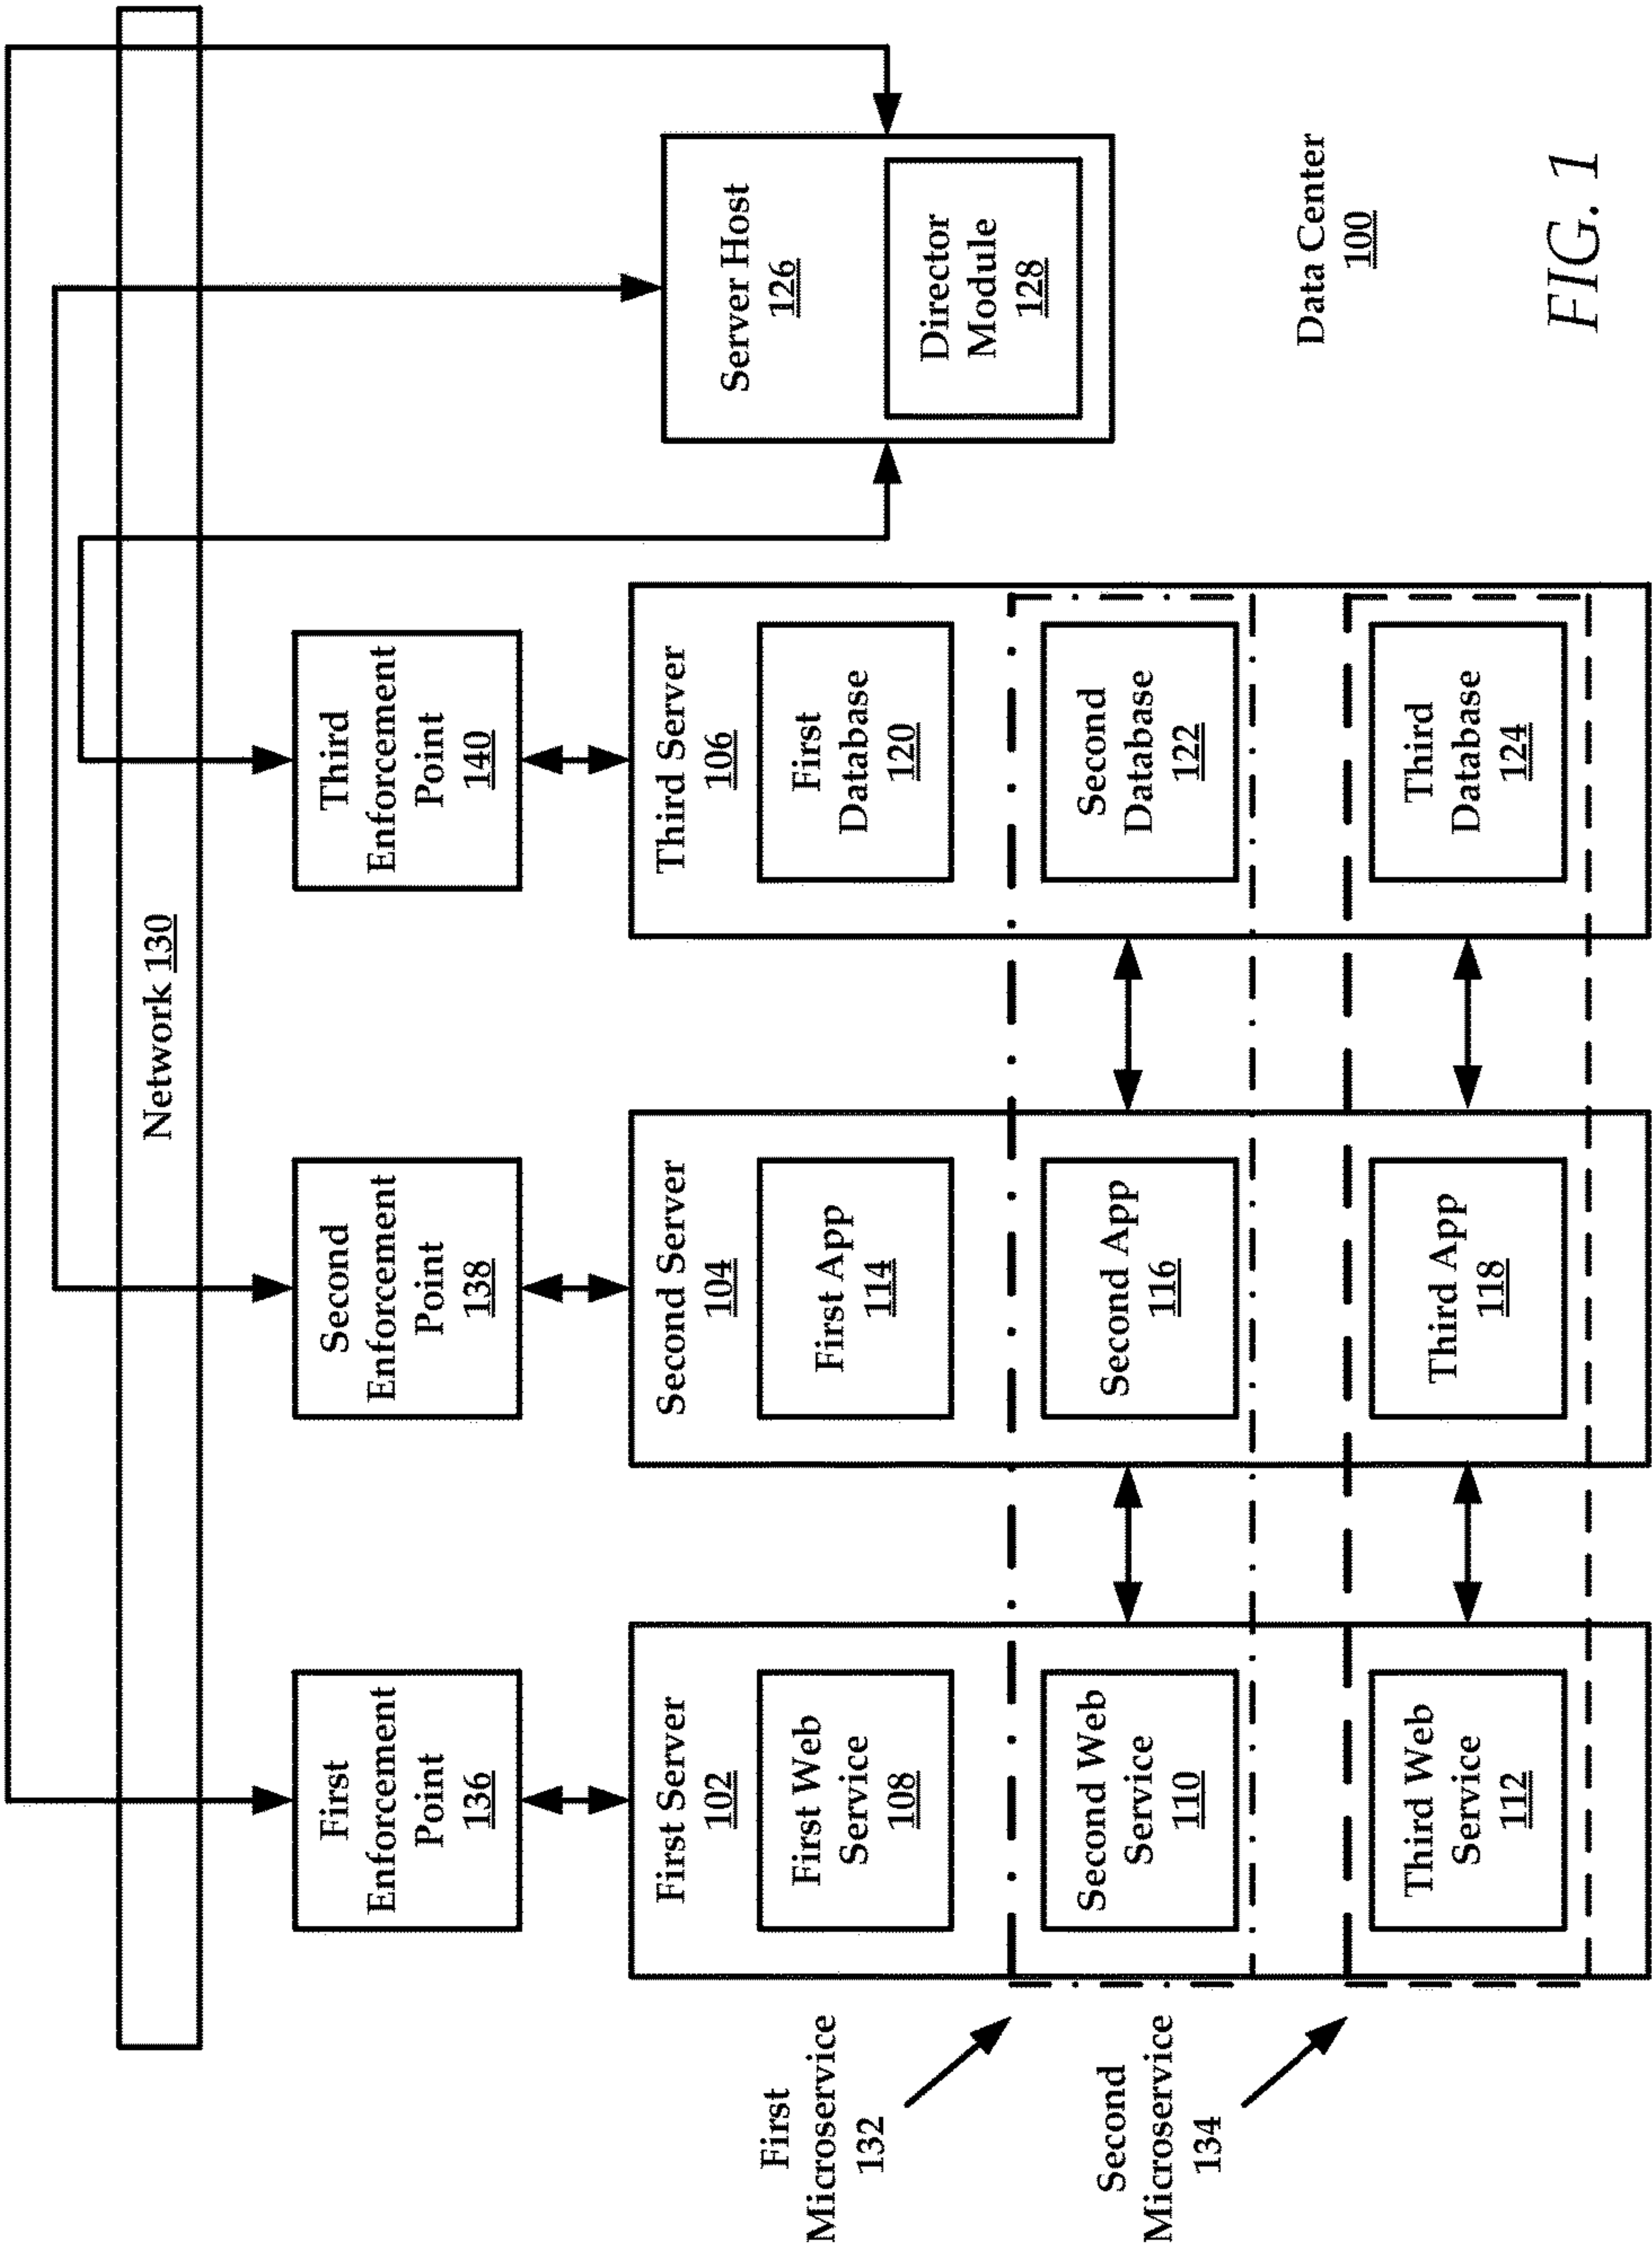 Network 130
First
Enforcement
Point
136
Second
Enforcement
Point
138
Third
Enforcement
Point
140
First Server
102
First Web
Service
108
Second Web
Service
110
Third Web
Service
112
Second Server
104
First App
114
Second App
116
Third App
118
Third Server
106
First
Database
120
Second
Database
122
Third
Database
124
Server Host
126
Director
Module
128
First
Microservice
132
Second
Microservice
134
Data Center
100
FIG. 1